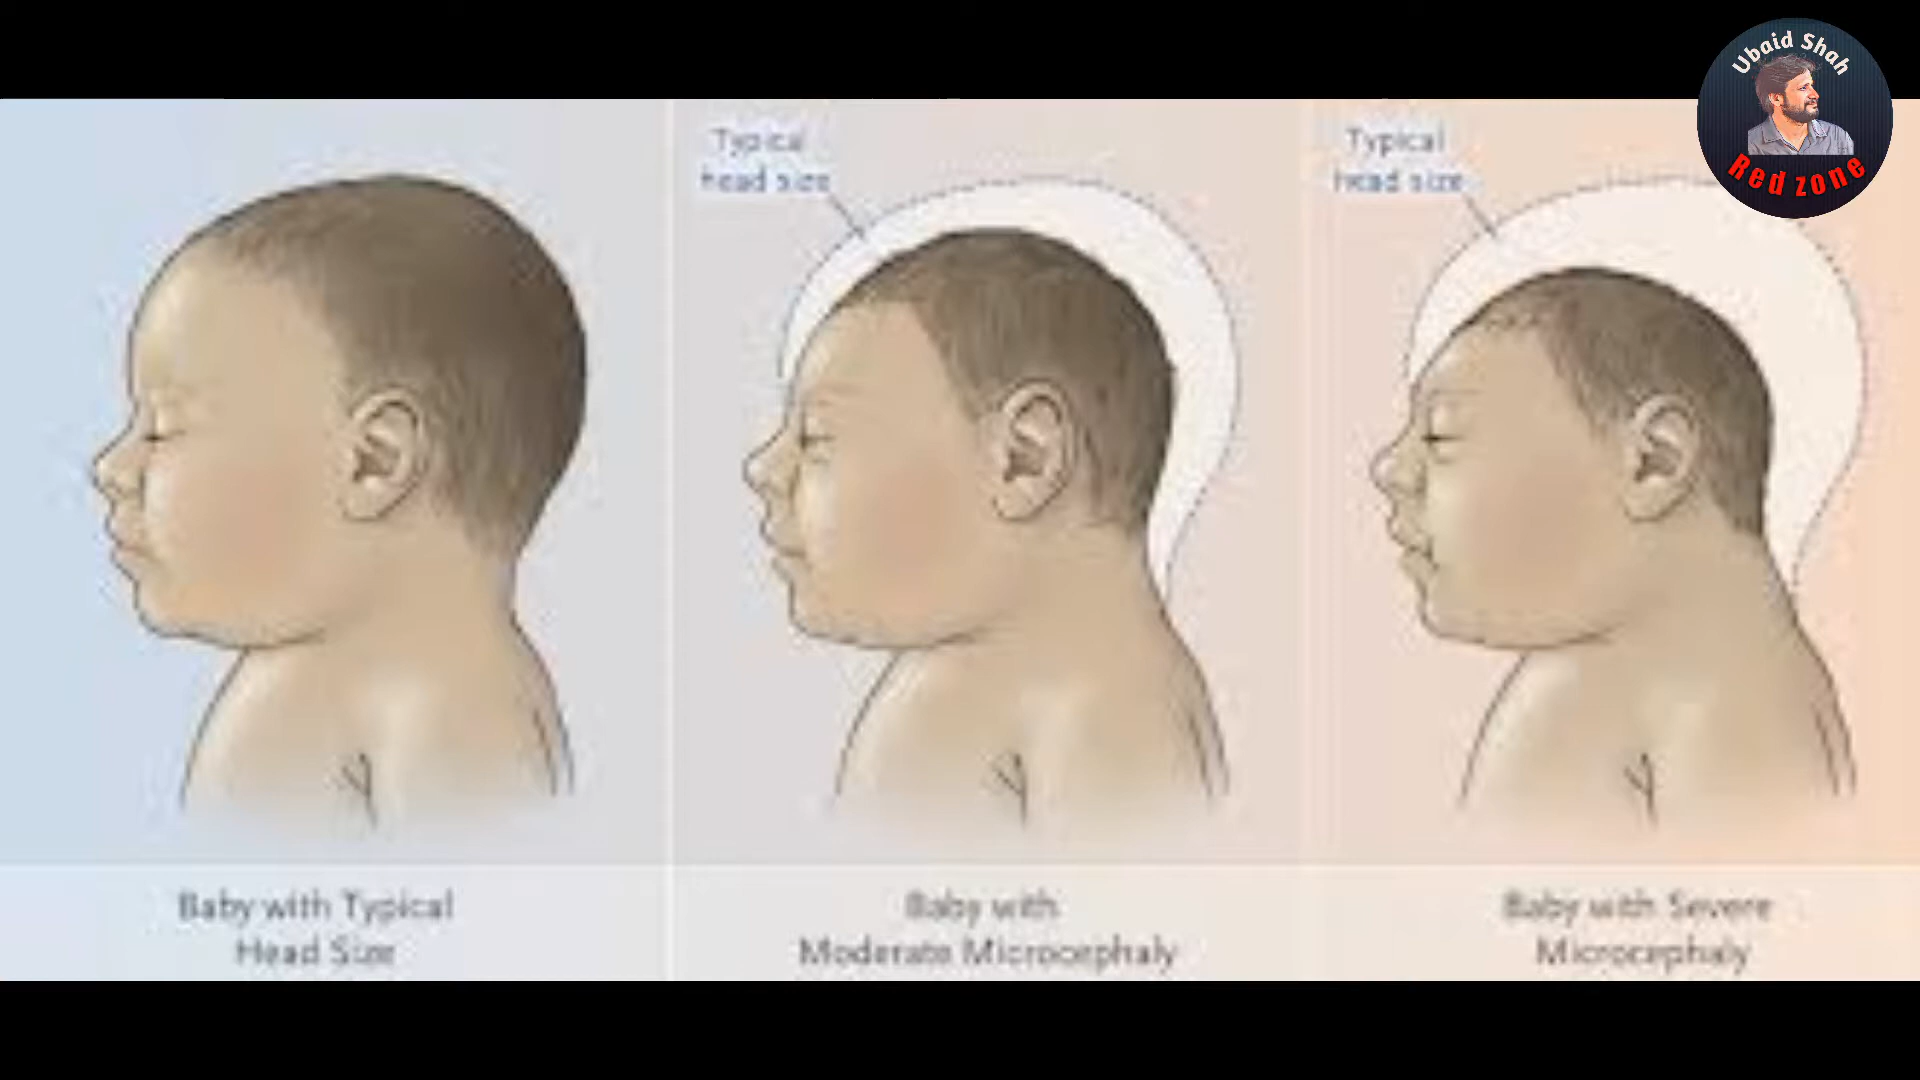 Ubaid Shah
Red zone
Typical
head size
Typical
head size
Baby with Typical
Head Size
Baby with
Moderate Microcephaly
Baby with Severe
Microcephaly